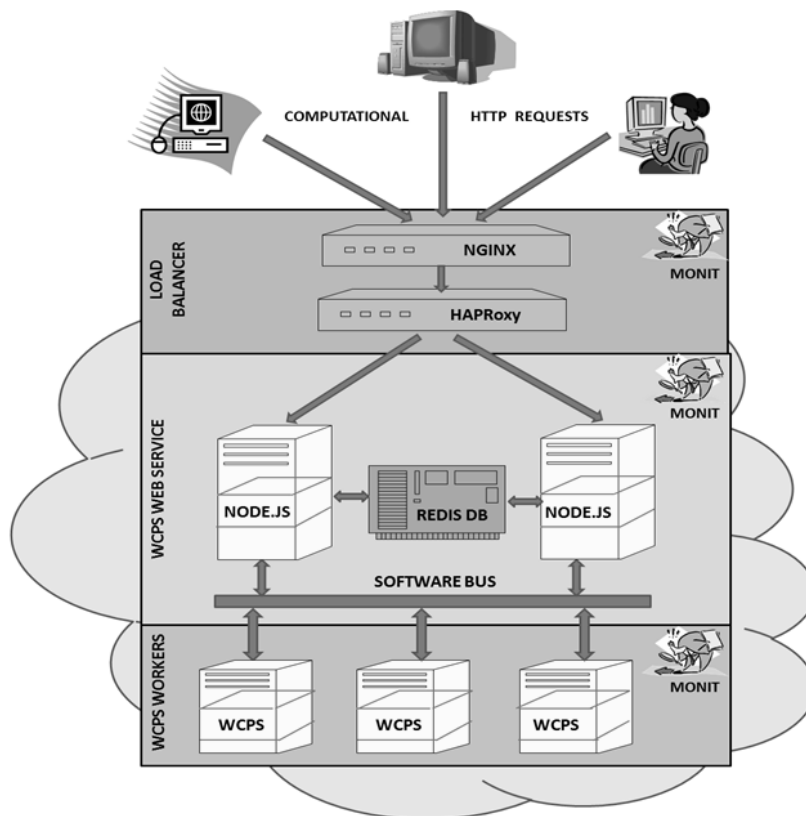 COMPUTATIONAL
HTTP REQUESTS
LOAD
BALANCER
NGINX
MONIT
HAPRoxy
WCPS WEB SERVICE
MONIT
NODE.JS
REDIS DB
NODE.JS
SOFTWARE BUS
WCPS WORKERS
MONIT
WCPS
WCPS
WCPS